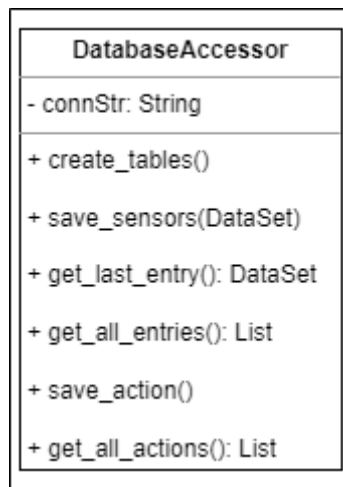 DatabaseAccessor
- connStr: String
+ create_tables()
+ save_sensors(DataSet)
+ get_last_entry(): DataSet
+ get_all_entries(): List
+ save_action()
+ get_all_actions(): List